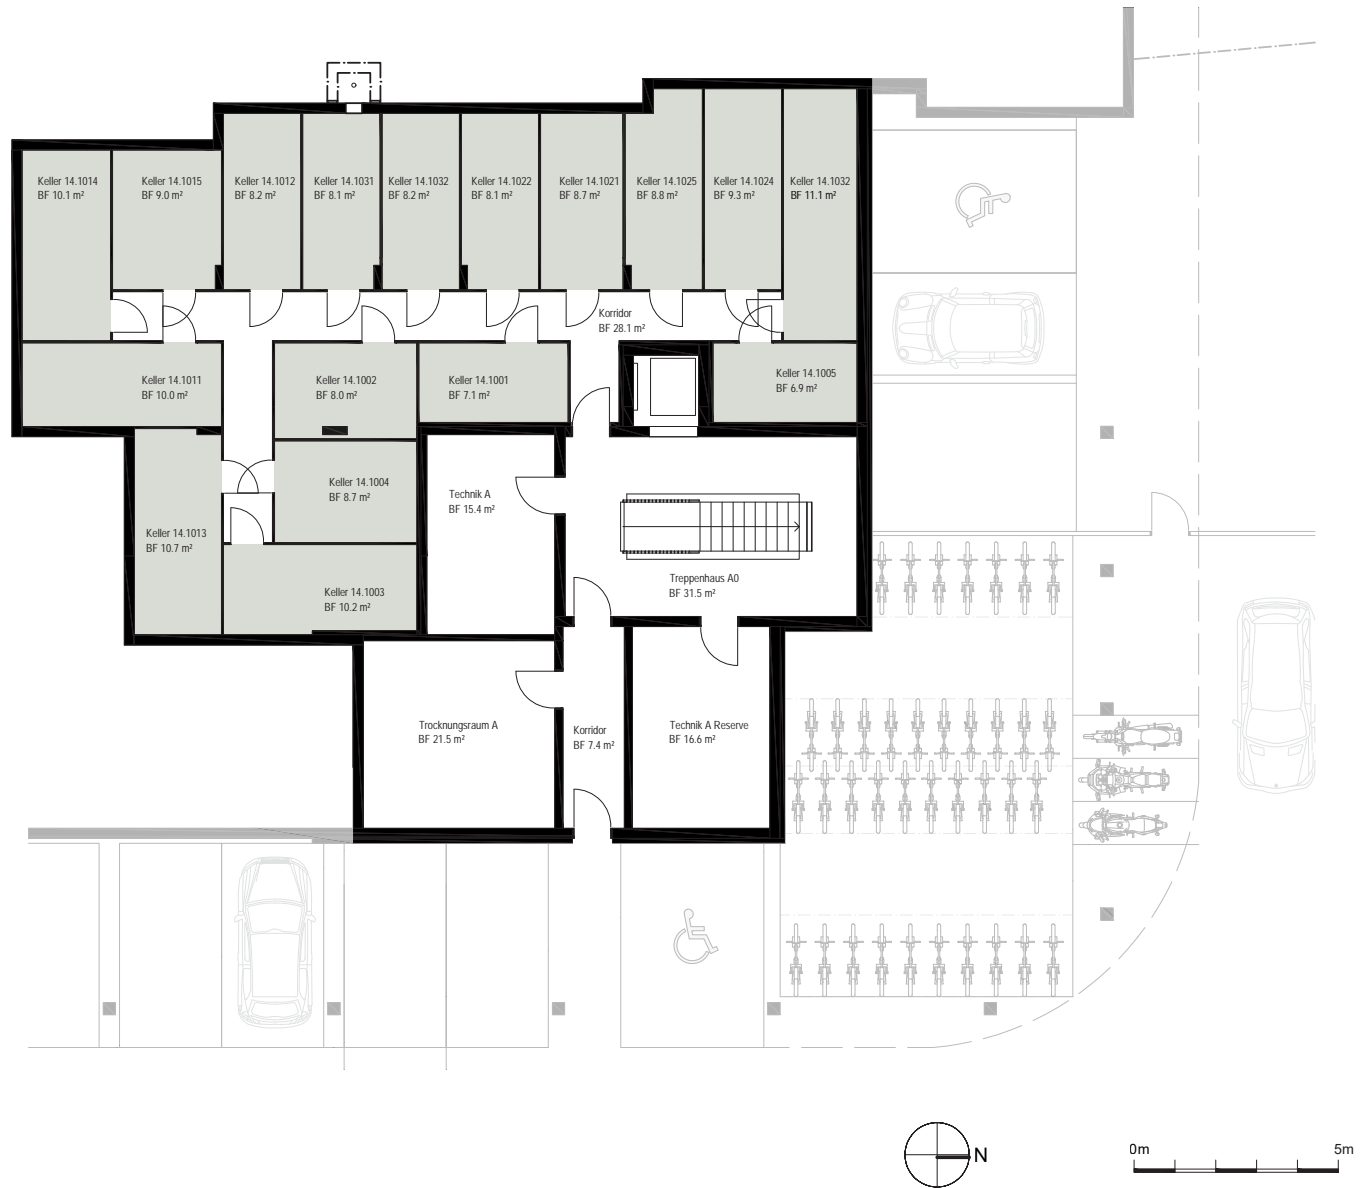 Keller 14.1014
BF 10.1 m²
Keller 14.1015
BF 9.0 m²
Keller 14.1012
BF 8.2 m²
Keller 14.1031
BF 8.1 m²
Keller 14.1032
BF 8.2 m²
Keller 14.1022
BF 8.1 m²
Keller 14.1021
BF 8.7 m²
Keller 14.1025
BF 8.8 m²
Keller 14.1024
BF 9.3 m²
Keller 14.1032
BF 11.1 m²
Korridor
BF 28.1 m²
Keller 14.1011
BF 10.0 m²
Keller 14.1002
BF 8.0 m²
Keller 14.1001
BF 7.1 m²
Keller 14.1005
BF 6.9 m²
Keller 14.1004
BF 8.7 m²
Technik A
BF 15.4 m²
Keller 14.1013
BF 10.7 m²
Keller 14.1003
BF 10.2 m²
Treppenhaus A0
BF 31.5 m²
Trocknungsraum A
BF 21.5 m²
Korridor
BF 7.4 m²
Technik A Reserve
BF 16.6 m²
N
0m
5m